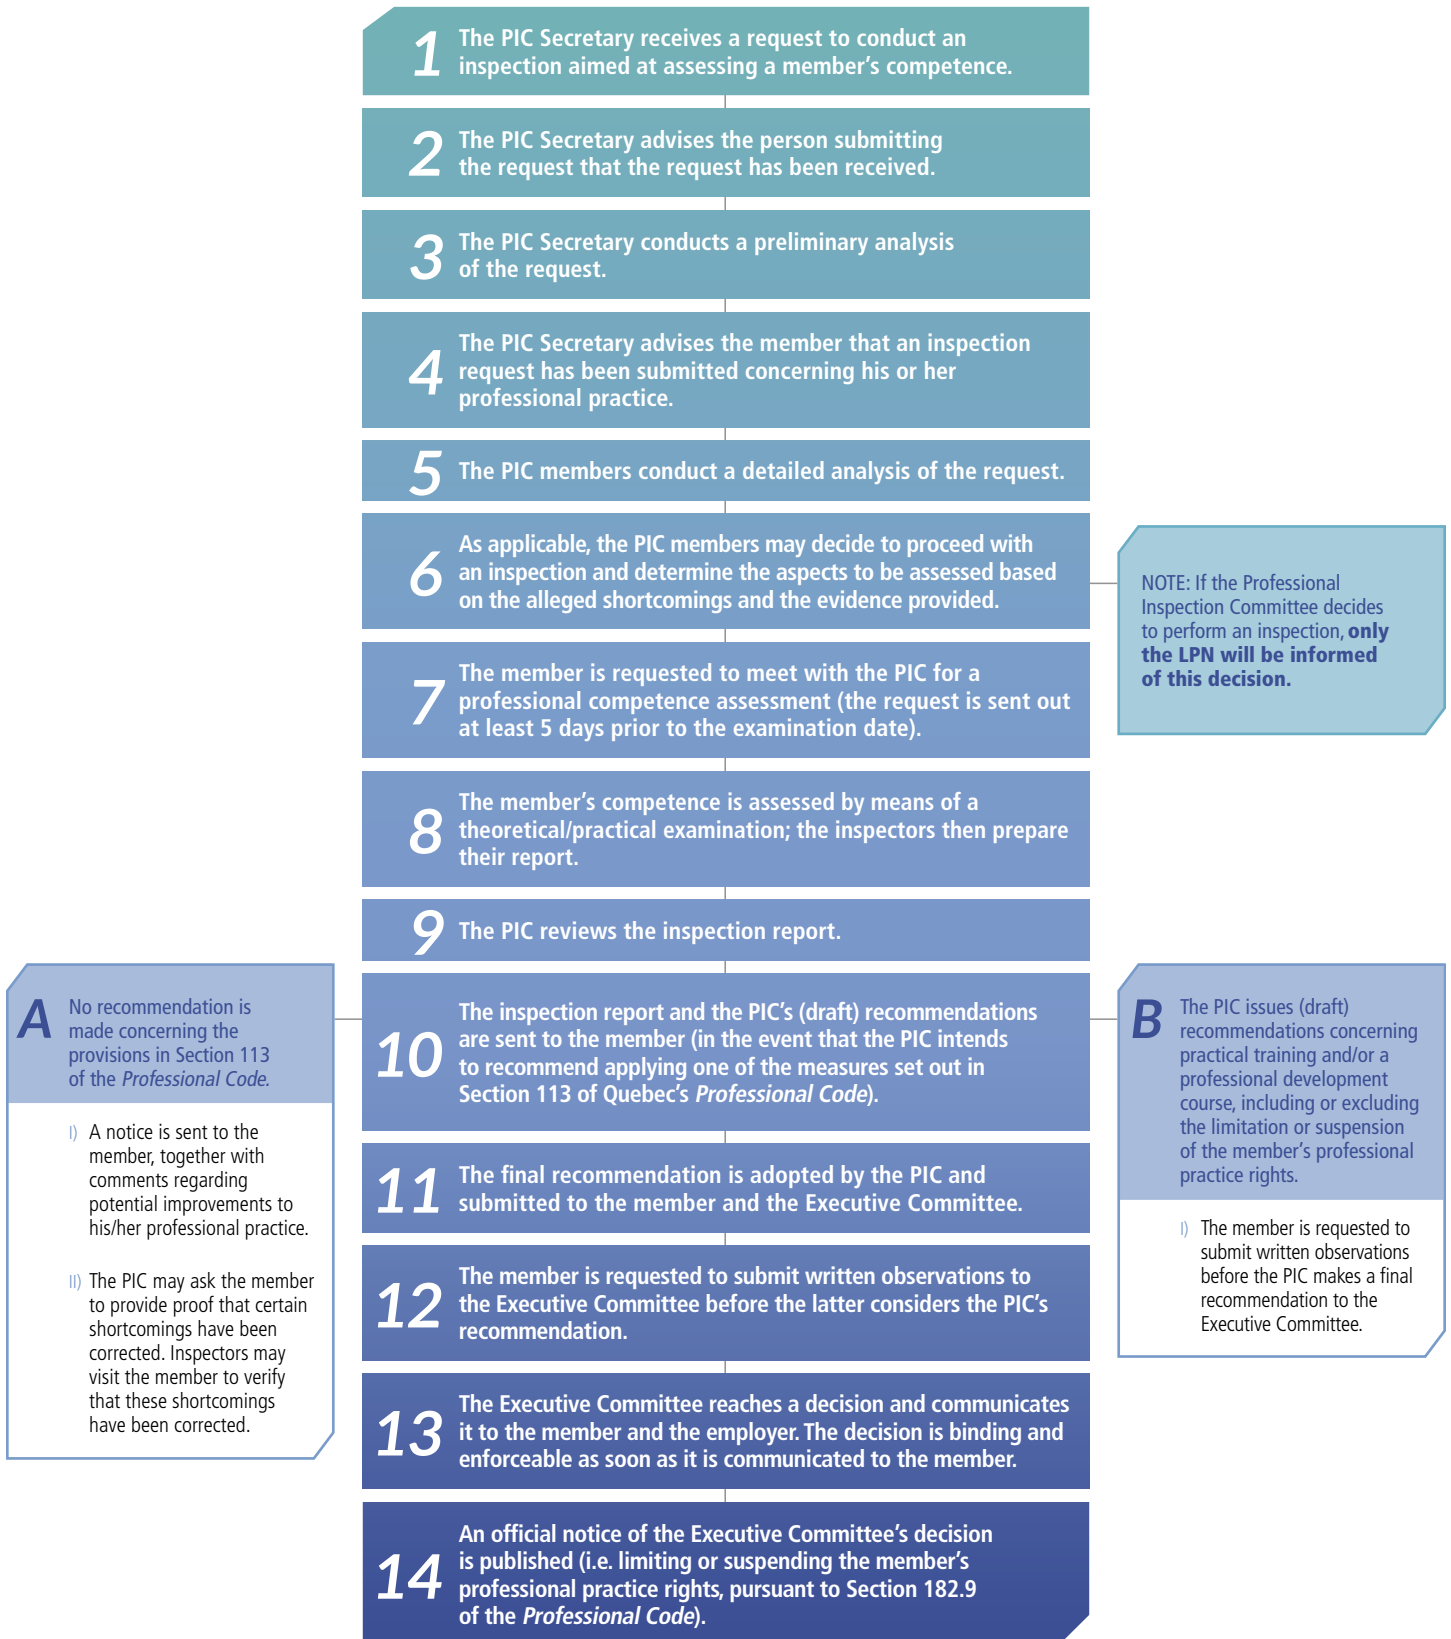 1
The PIC Secretary receives a request to conduct an
inspection aimed at assessing a member's competence.
2
The PIC Secretary advises the person submitting
the request that the request has been received.
3
The PIC Secretary conducts a preliminary analysis
of the request.
4
The PIC Secretary advises the member that an inspection
request has been submitted concerning his or her
professional practice.
5
The PIC members conduct a detailed analysis of the request.
6
As applicable, the PIC members may decide to proceed with
an inspection and determine the aspects to be assessed based
on the alleged shortcomings and the evidence provided.
NOTE: If the Professional
Inspection Committee decides
to perform an inspection, only
the LPN will be informed
of this decision.
7
The member is requested to meet with the PIC for a
professional competence assessment (the request is sent out
at least 5 days prior to the examination date).
8
The member's competence is assessed by means of a
theoretical/practical examination; the inspectors then prepare
their report.
9
The PIC reviews the inspection report.
10
The inspection report and the PIC's (draft) recommendations
are sent to the member (in the event that the PIC intends
to recommend applying one of the measures set out in
Section 113 of Quebec's Professional Code).
A
No recommendation is
made concerning the
provisions in Section 113
of the Professional Code.
I) A notice is sent to the
member, together with
comments regarding
potential improvements to
his/her professional practice.
II) The PIC may ask the member
to provide proof that certain
shortcomings have been
corrected. Inspectors may
visit the member to verify
that these shortcomings
have been corrected.
B
The PIC issues (draft)
recommendations concerning
practical training and/or a
professional development
course, including or excluding
the limitation or suspension
of the member's professional
practice rights.
I) The member is requested to
submit written observations
before the PIC makes a final
recommendation to the
Executive Committee.
11
The final recommendation is adopted by the PIC and
submitted to the member and the Executive Committee.
12
The member is requested to submit written observations to
the Executive Committee before the latter considers the PIC's
recommendation.
13
The Executive Committee reaches a decision and communicates
it to the member and the employer. The decision is binding and
enforceable as soon as it is communicated to the member.
14
An official notice of the Executive Committee's decision
is published (i.e. limiting or suspending the member's
professional practice rights, pursuant to Section 182.9
of the Professional Code).